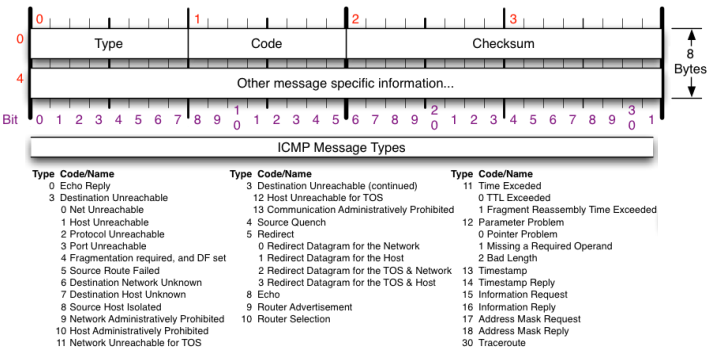 0 1 2 3
0 Type Code Checksum
8 Bytes
4 Other message specific information...
Bit 0 1 2 3 4 5 6 7 8 9 10 1 2 3 4 5 6 7 8 9 20 1 2 3 4 5 6 7 8 9 30 1
ICMP Message Types
Type Code/Name
0 Echo Reply
3 Destination Unreachable
0 Net Unreachable
1 Host Unreachable
2 Protocol Unreachable
3 Port Unreachable
4 Fragmentation required, and DF set
5 Source Route Failed
6 Destination Network Unknown
7 Destination Host Unknown
8 Source Host Isolated
9 Network Administratively Prohibited
10 Host Administratively Prohibited
11 Network Unreachable for TOS
Type Code/Name
3 Destination Unreachable (continued)
12 Host Unreachable for TOS
13 Communication Administratively Prohibited
4 Source Quench
5 Redirect
0 Redirect Datagram for the Network
1 Redirect Datagram for the Host
2 Redirect Datagram for the TOS & Network
3 Redirect Datagram for the TOS & Host
8 Echo
9 Router Advertisement
10 Router Selection
Type Code/Name
11 Time Exceded
0 TTL Exceeded
1 Fragment Reassembly Time Exceeded
12 Parameter Problem
0 Pointer Problem
1 Missing a Required Operand
2 Bad Length
13 Timestamp
14 Timestamp Reply
15 Information Request
16 Information Reply
17 Address Mask Request
18 Address Mask Reply
30 Traceroute